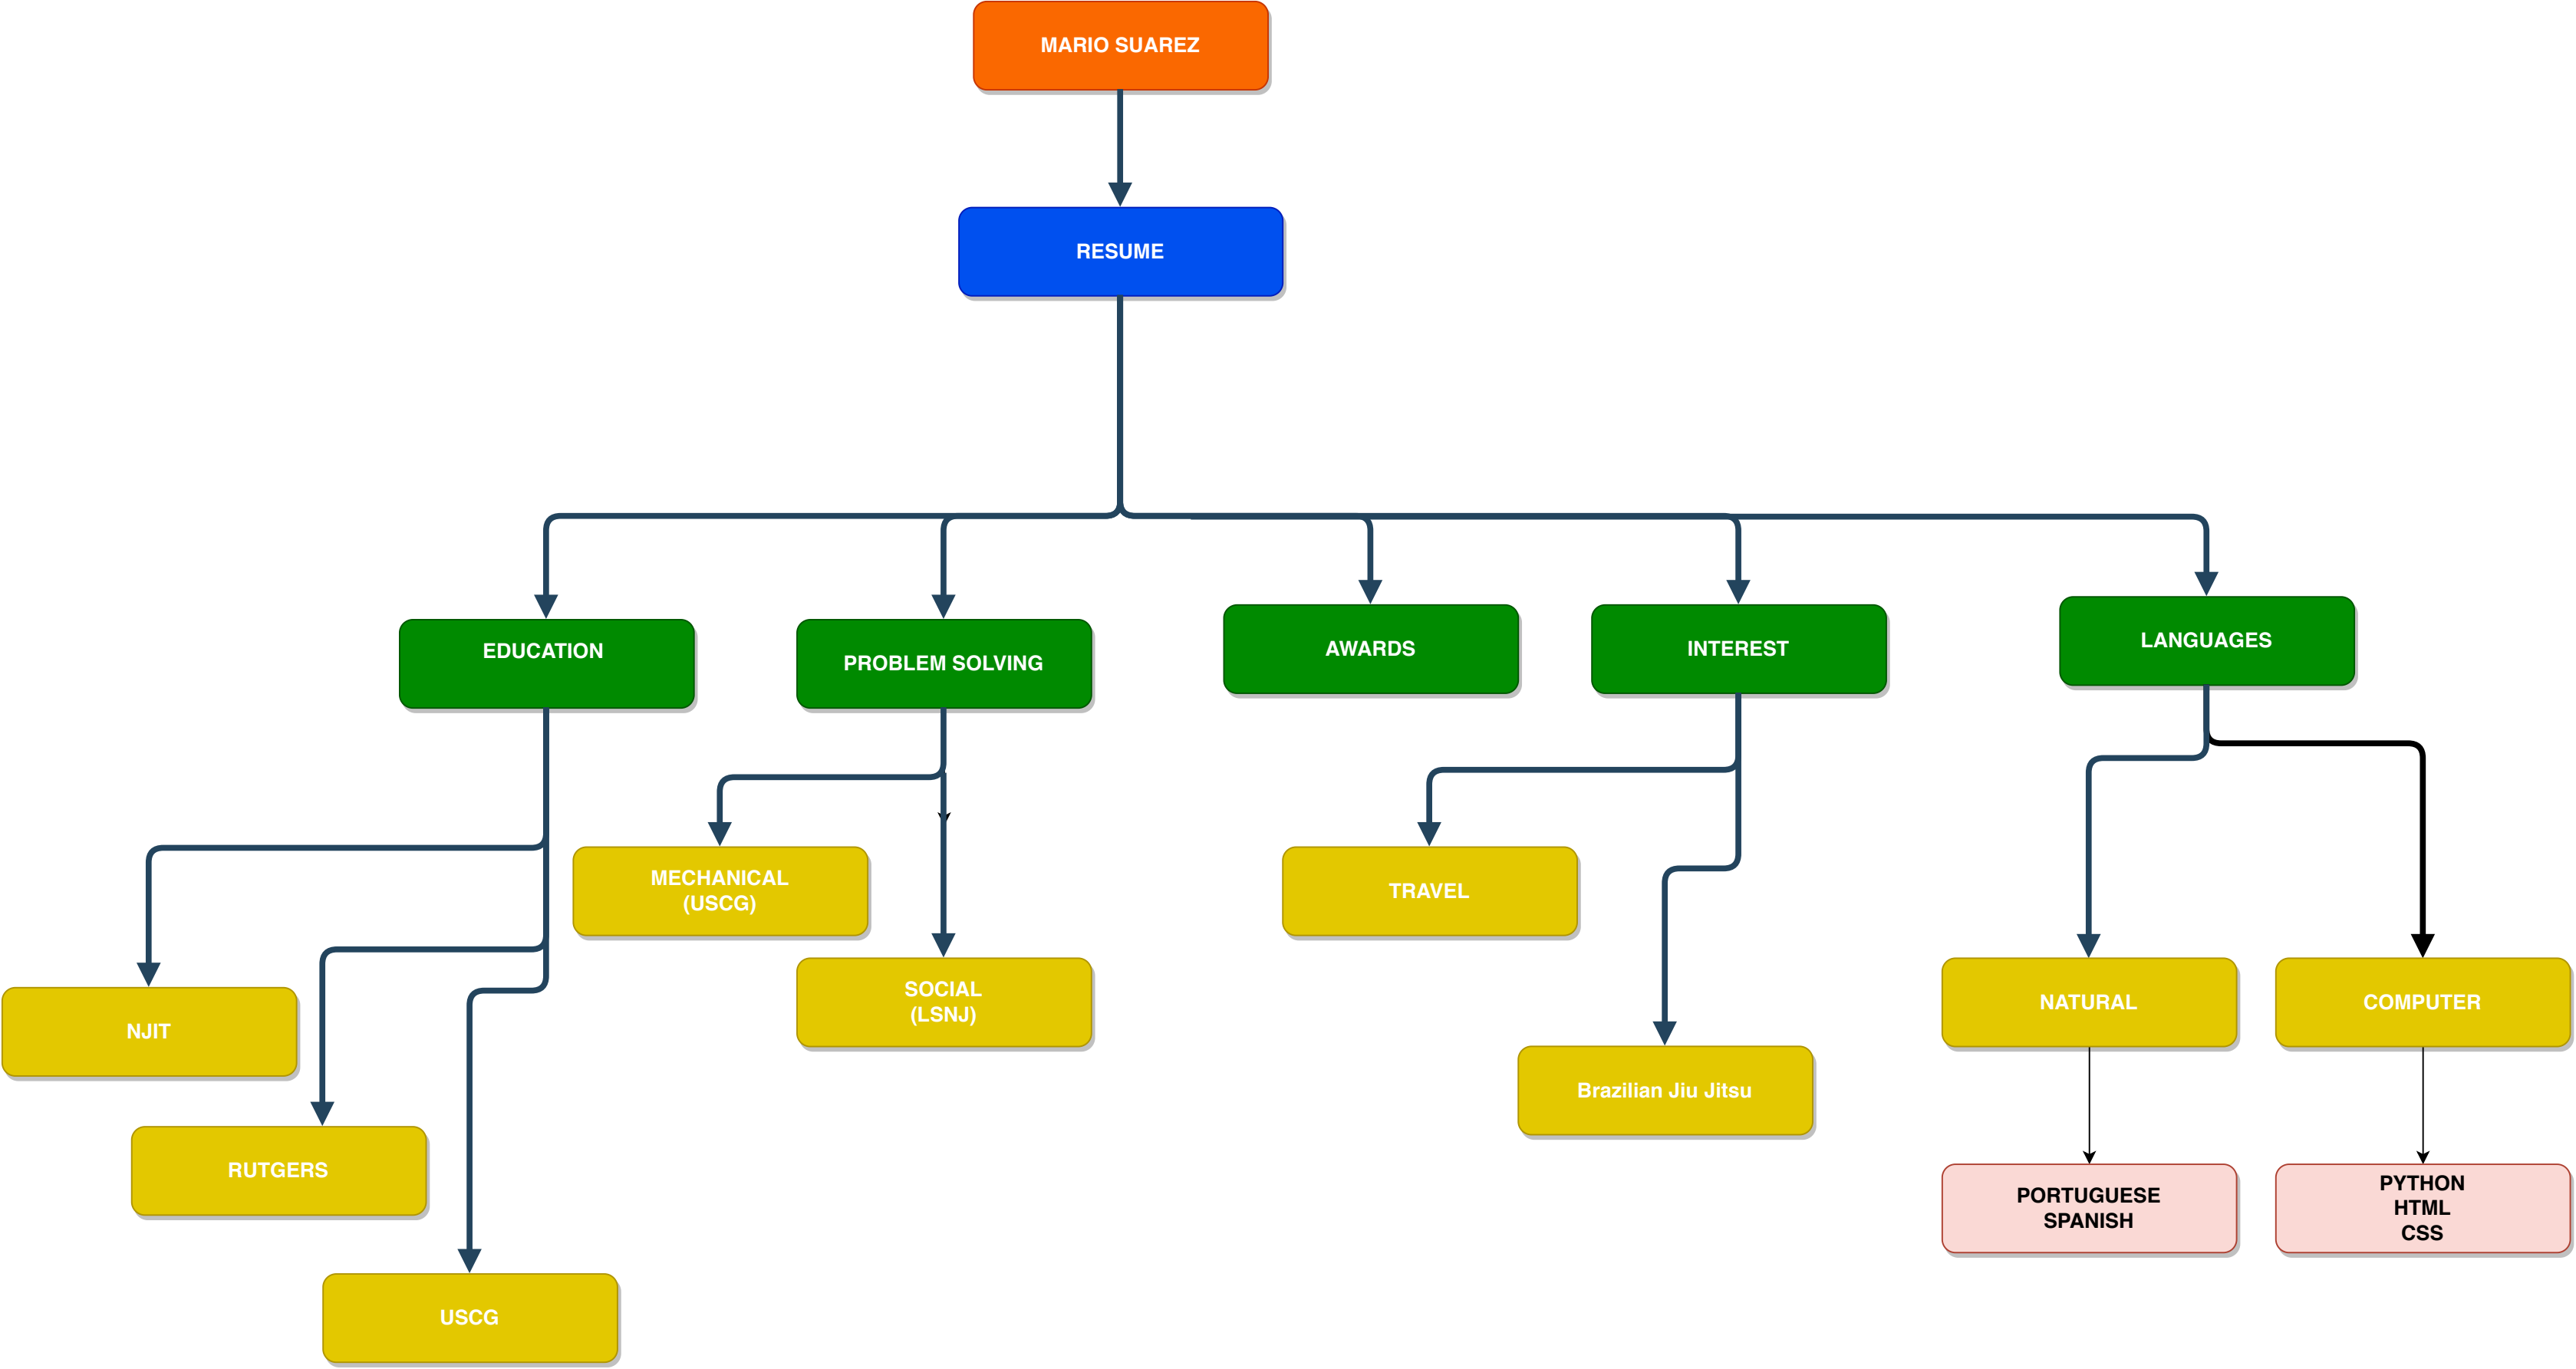 MARIO SUAREZ
RESUME
EDUCATION
PROBLEM SOLVING
AWARDS
INTEREST
LANGUAGES
MECHANICAL
(USCG)
TRAVEL
SOCIAL
(LSNJ)
NATURAL
COMPUTER
NJIT
Brazilian Jiu Jitsu
RUTGERS
PORTUGUESE
SPANISH
PYTHON
HTML
CSS
USCG